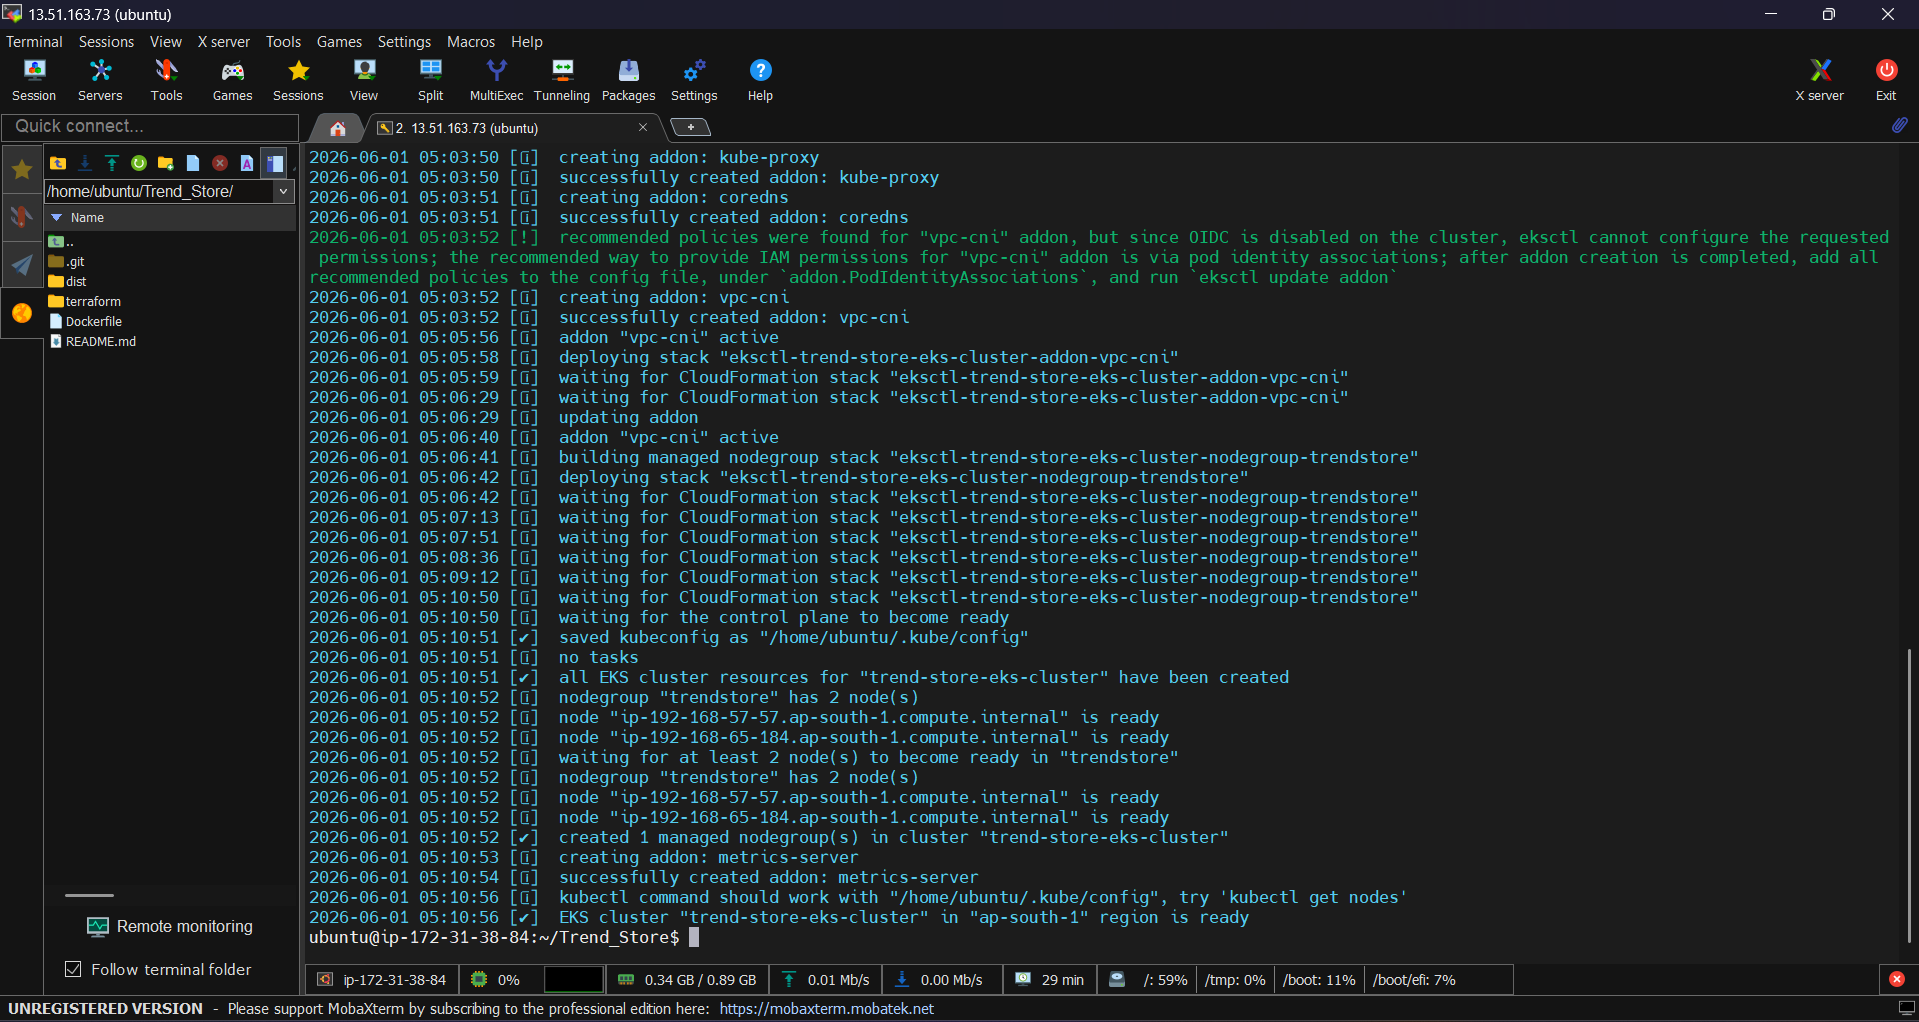 13.51.163.73 (ubuntu)
Terminal Sessions View X server Tools Games Settings Macros Help
Session Servers Tools Games Sessions View Split MultiExec Tunneling Packages Settings Help X server Exit
Quick connect...
2. 13.51.163.73 (ubuntu)
/home/ubuntu/Trend_Store/
Name
..
.git
dist
terraform
Dockerfile
README.md
Remote monitoring
Follow terminal folder
2026-06-01 05:03:50 [ℹ]  creating addon: kube-proxy
2026-06-01 05:03:50 [ℹ]  successfully created addon: kube-proxy
2026-06-01 05:03:51 [ℹ]  creating addon: coredns
2026-06-01 05:03:51 [ℹ]  successfully created addon: coredns
2026-06-01 05:03:52 [!]  recommended policies were found for "vpc-cni" addon, but since OIDC is disabled on the cluster, eksctl cannot configure the requested
permissions; the recommended way to provide IAM permissions for "vpc-cni" addon is via pod identity associations; after addon creation is completed, add all
recommended policies to the config file, under `addon.PodIdentityAssociations`, and run `eksctl update addon`
2026-06-01 05:03:52 [ℹ]  creating addon: vpc-cni
2026-06-01 05:03:52 [ℹ]  successfully created addon: vpc-cni
2026-06-01 05:05:56 [ℹ]  addon "vpc-cni" active
2026-06-01 05:05:58 [ℹ]  deploying stack "eksctl-trend-store-eks-cluster-addon-vpc-cni"
2026-06-01 05:05:59 [ℹ]  waiting for CloudFormation stack "eksctl-trend-store-eks-cluster-addon-vpc-cni"
2026-06-01 05:06:29 [ℹ]  waiting for CloudFormation stack "eksctl-trend-store-eks-cluster-addon-vpc-cni"
2026-06-01 05:06:29 [ℹ]  updating addon
2026-06-01 05:06:40 [ℹ]  addon "vpc-cni" active
2026-06-01 05:06:41 [ℹ]  building managed nodegroup stack "eksctl-trend-store-eks-cluster-nodegroup-trendstore"
2026-06-01 05:06:42 [ℹ]  deploying stack "eksctl-trend-store-eks-cluster-nodegroup-trendstore"
2026-06-01 05:06:42 [ℹ]  waiting for CloudFormation stack "eksctl-trend-store-eks-cluster-nodegroup-trendstore"
2026-06-01 05:07:13 [ℹ]  waiting for CloudFormation stack "eksctl-trend-store-eks-cluster-nodegroup-trendstore"
2026-06-01 05:07:51 [ℹ]  waiting for CloudFormation stack "eksctl-trend-store-eks-cluster-nodegroup-trendstore"
2026-06-01 05:08:36 [ℹ]  waiting for CloudFormation stack "eksctl-trend-store-eks-cluster-nodegroup-trendstore"
2026-06-01 05:09:12 [ℹ]  waiting for CloudFormation stack "eksctl-trend-store-eks-cluster-nodegroup-trendstore"
2026-06-01 05:10:50 [ℹ]  waiting for CloudFormation stack "eksctl-trend-store-eks-cluster-nodegroup-trendstore"
2026-06-01 05:10:50 [ℹ]  waiting for the control plane to become ready
2026-06-01 05:10:51 [✔]  saved kubeconfig as "/home/ubuntu/.kube/config"
2026-06-01 05:10:51 [ℹ]  no tasks
2026-06-01 05:10:51 [✔]  all EKS cluster resources for "trend-store-eks-cluster" have been created
2026-06-01 05:10:52 [ℹ]  nodegroup "trendstore" has 2 node(s)
2026-06-01 05:10:52 [ℹ]  node "ip-192-168-57-57.ap-south-1.compute.internal" is ready
2026-06-01 05:10:52 [ℹ]  node "ip-192-168-65-184.ap-south-1.compute.internal" is ready
2026-06-01 05:10:52 [ℹ]  waiting for at least 2 node(s) to become ready in "trendstore"
2026-06-01 05:10:52 [ℹ]  nodegroup "trendstore" has 2 node(s)
2026-06-01 05:10:52 [ℹ]  node "ip-192-168-57-57.ap-south-1.compute.internal" is ready
2026-06-01 05:10:52 [ℹ]  node "ip-192-168-65-184.ap-south-1.compute.internal" is ready
2026-06-01 05:10:52 [✔]  created 1 managed nodegroup(s) in cluster "trend-store-eks-cluster"
2026-06-01 05:10:53 [ℹ]  creating addon: metrics-server
2026-06-01 05:10:54 [ℹ]  successfully created addon: metrics-server
2026-06-01 05:10:56 [ℹ]  kubectl command should work with "/home/ubuntu/.kube/config", try 'kubectl get nodes'
2026-06-01 05:10:56 [✔]  EKS cluster "trend-store-eks-cluster" in "ap-south-1" region is ready
ubuntu@ip-172-31-38-84:~/Trend_Store$
ip-172-31-38-84 0% 0.34 GB / 0.89 GB 0.01 Mb/s 0.00 Mb/s 29 min /: 59% /tmp: 0% /boot: 11% /boot/efi: 7%
UNREGISTERED VERSION - Please support MobaXterm by subscribing to the professional edition here: https://mobaxterm.mobatek.net